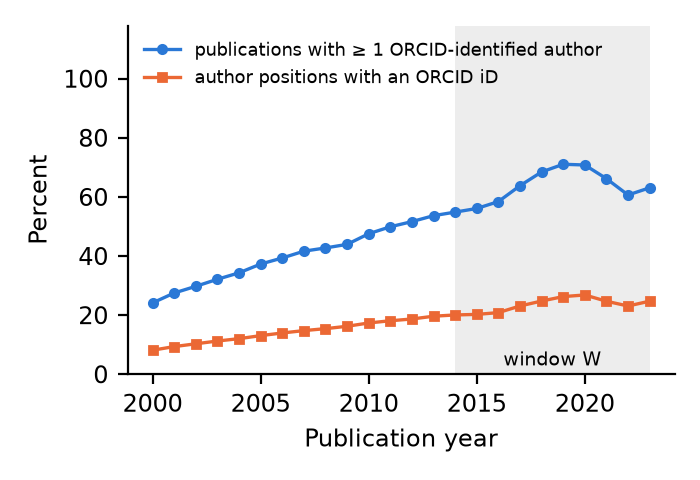 publications with ≥ 1 ORCID-identified author
author positions with an ORCID iD
100
80
60
40
20
0
Percent
window W
2000 2005 2010 2015 2020
Publication year